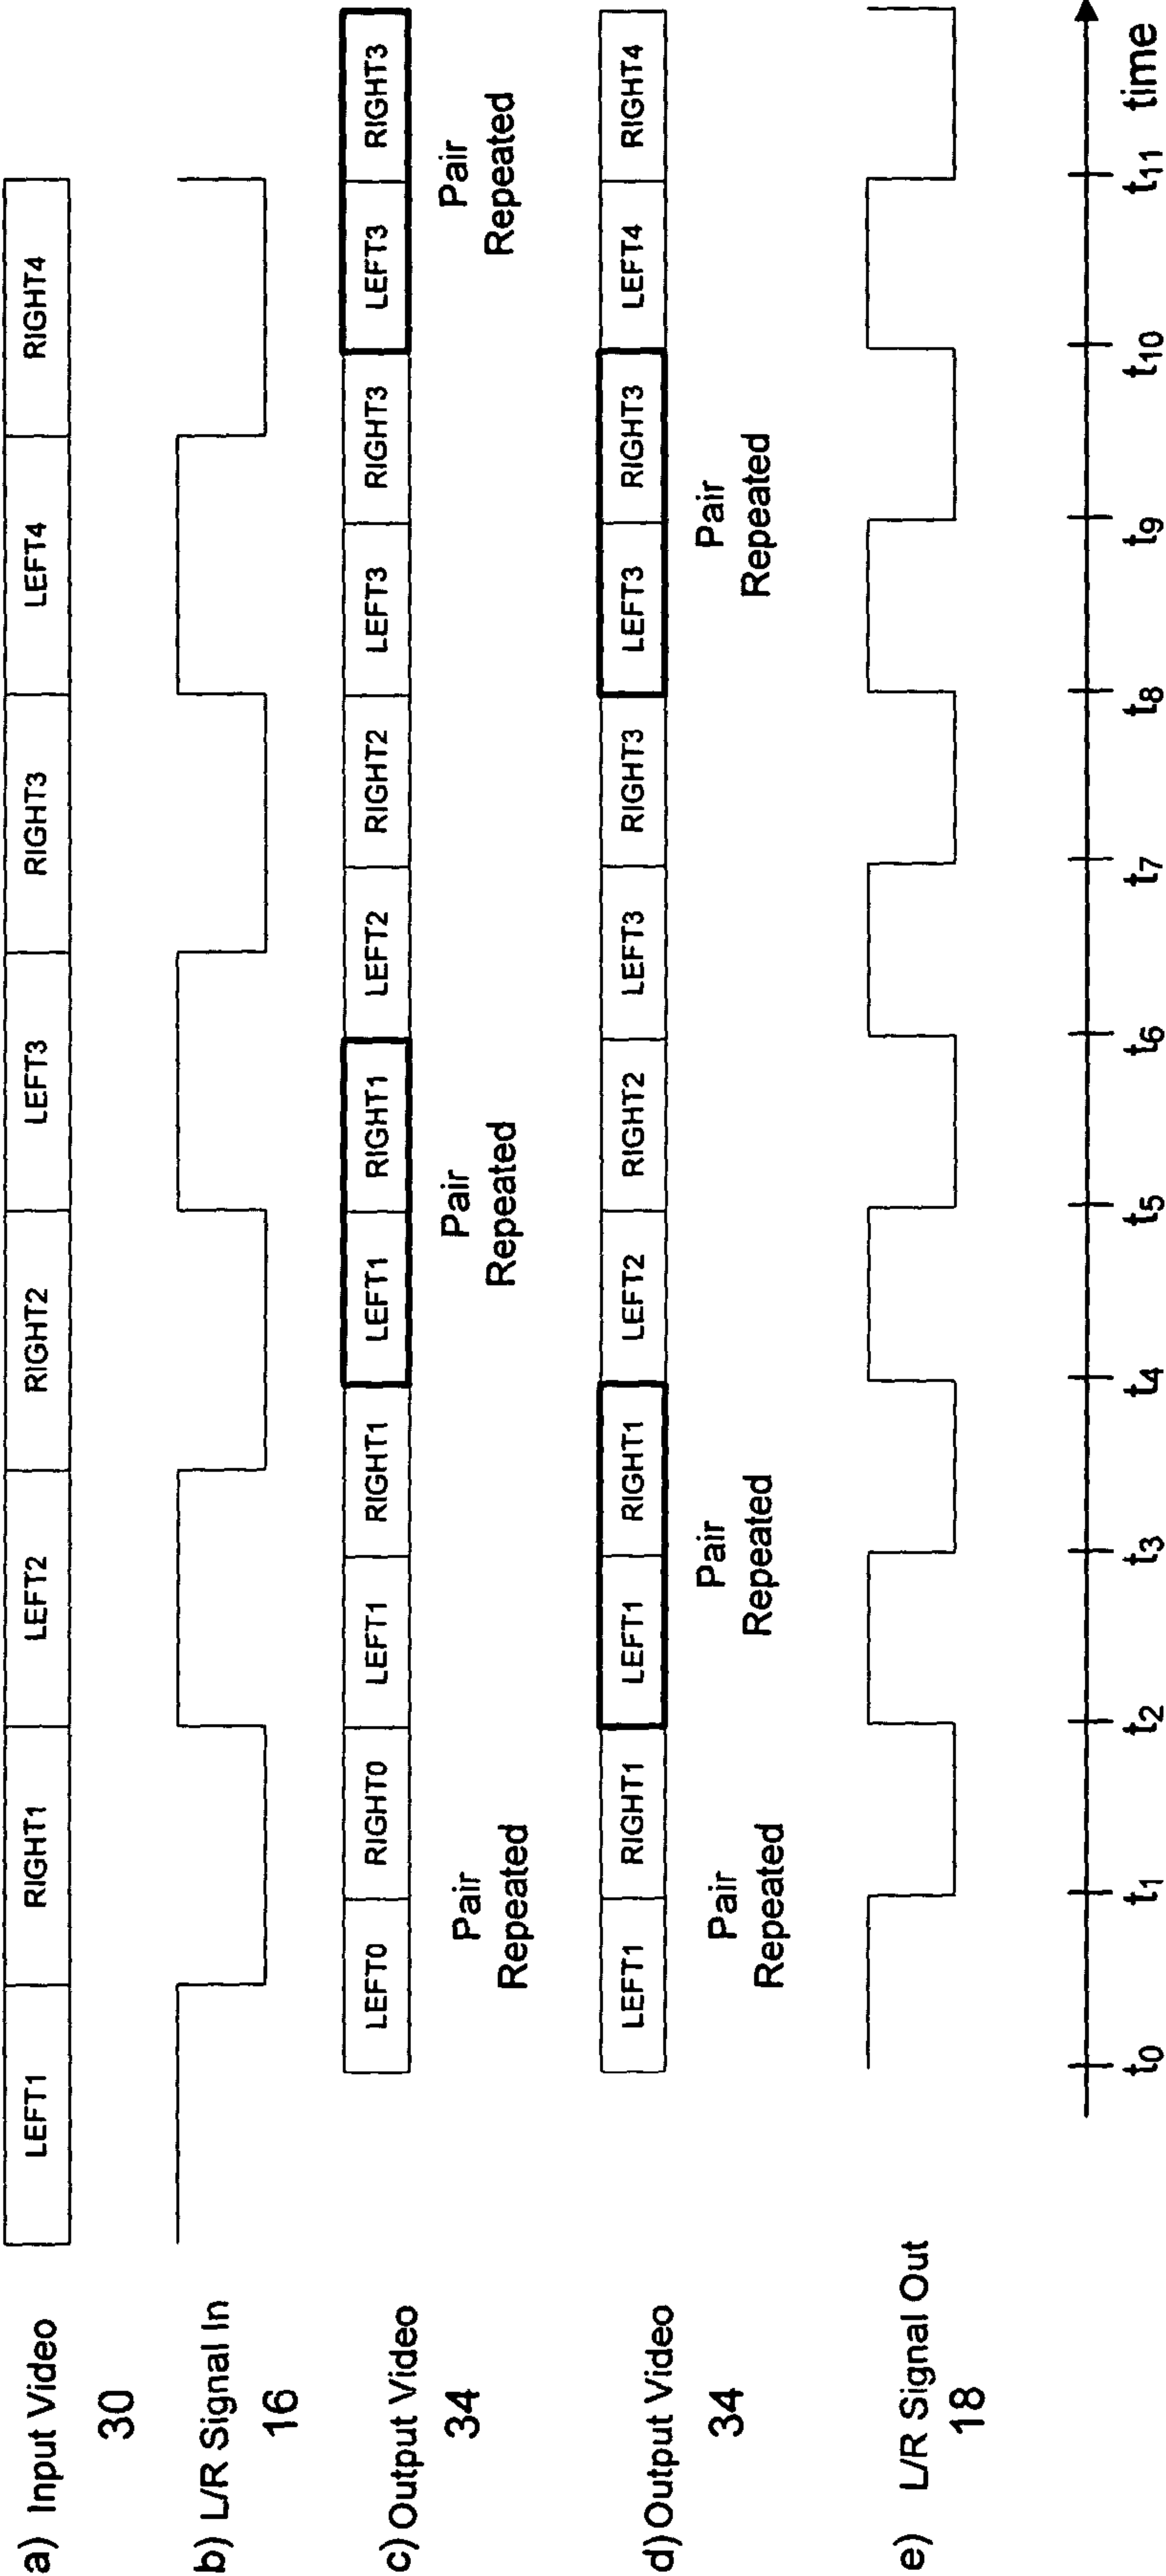 a) Input Video
30
LEFT1 RIGHT1 LEFT2 RIGHT2 LEFT3 RIGHT3 LEFT4 RIGHT4
b) L/R Signal In
16
c) Output Video
34
LEFT0 RIGHT0 LEFT1 RIGHT1 LEFT1 RIGHT1 LEFT2 RIGHT2 LEFT3 RIGHT3 LEFT3 RIGHT3
Pair
Repeated
Pair
Repeated
Pair
Repeated
d) Output Video
34
LEFT1 RIGHT1 LEFT1 RIGHT1 LEFT2 RIGHT2 LEFT3 RIGHT3 LEFT3 RIGHT3 LEFT4 RIGHT4
Pair
Repeated
Pair
Repeated
Pair
Repeated
e) L/R Signal Out
18
t0 t1 t2 t3 t4 t5 t6 t7 t8 t9 t10 t11 time